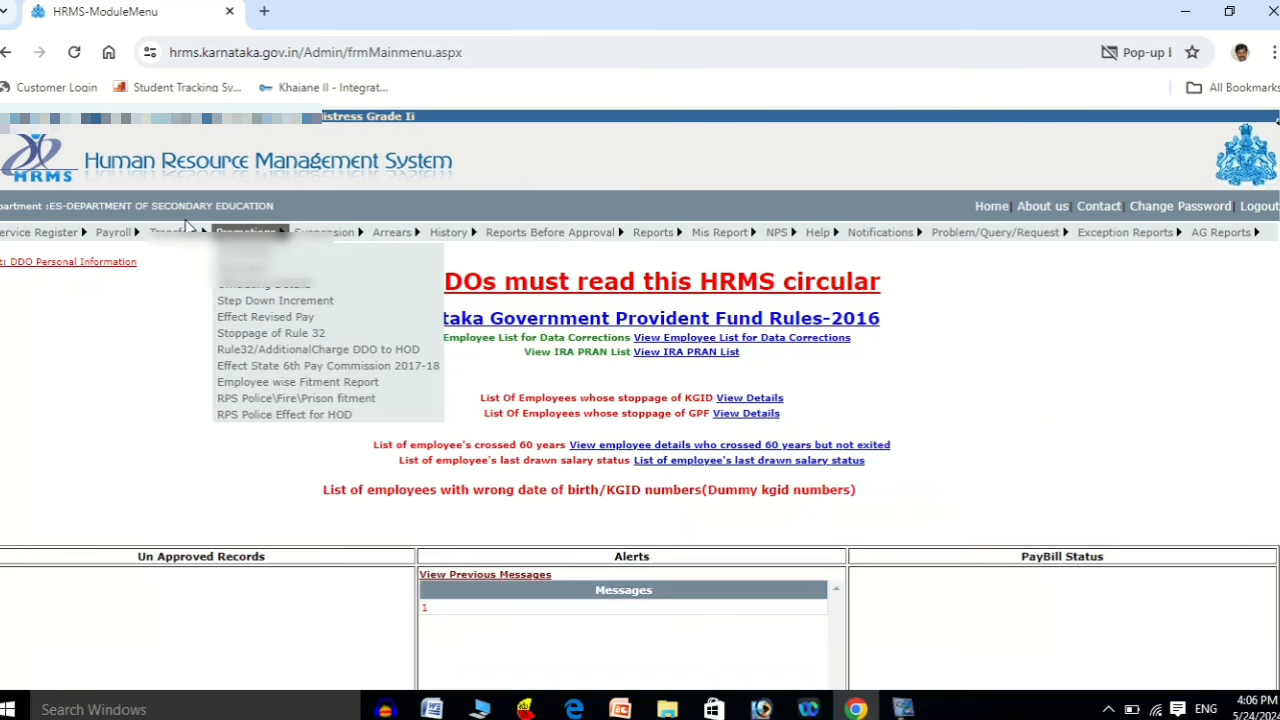 HRMS-ModuleMenu
hrms.karnataka.gov.in/Admin/frmMainmenu.aspx
Pop-up l
Customer Login
Student Tracking Sy...
Khajane II - Integrat...
All Bookmarks
istress Grade Ii
HRMS
HUMAN RESOURCE MANAGEMENT SYSTEM
partment :ES-DEPARTMENT OF SECONDARY EDUCATION
Home| About us| Contact| Change Password| Logout
ervice Register Payroll Promotions Suspension Arrears History Reports Before Approval Reports Mis Report NPS Help Notifications Problem/Query/Request Exception Reports AG Reports
t: DDO Personal Information
DOs must read this HRMS circular
Step Down Increment
Effect Revised Pay
taka Government Provident Fund Rules-2016
Stoppage of Rule 32
Employee List for Data Corrections View Employee List for Data Corrections
Rule32/AdditionalCharge DDO to HOD
View IRA PRAN List View IRA PRAN List
Effect State 6th Pay Commission 2017-18
Employee wise Fitment Report
RPS Police\Fire\Prison fitment
List Of Employees whose stoppage of KGID View Details
RPS Police Effect for HOD
List Of Employees whose stoppage of GPF View Details
List of employee's crossed 60 years View employee details who crossed 60 years but not exited
List of employee's last drawn salary status List of employee's last drawn salary status
List of employees with wrong date of birth/KGID numbers(Dummy kgid numbers)
Un Approved Records
Alerts
PayBill Status
View Previous Messages
Messages
1
Search Windows
ENG
4:06 PM
5/24/202